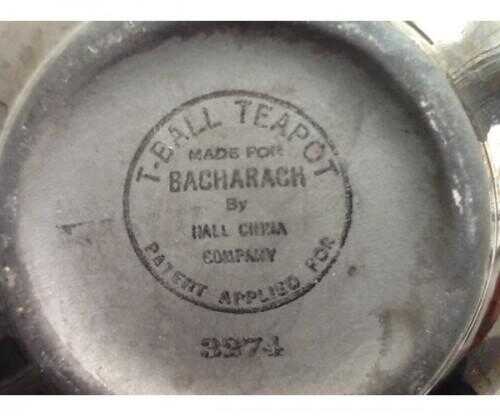 T-BALL TEAPOT
MADE FOR
BACHARACH
By
HALL CHINA
COMPANY
PATENT APPLIED FOR
3274